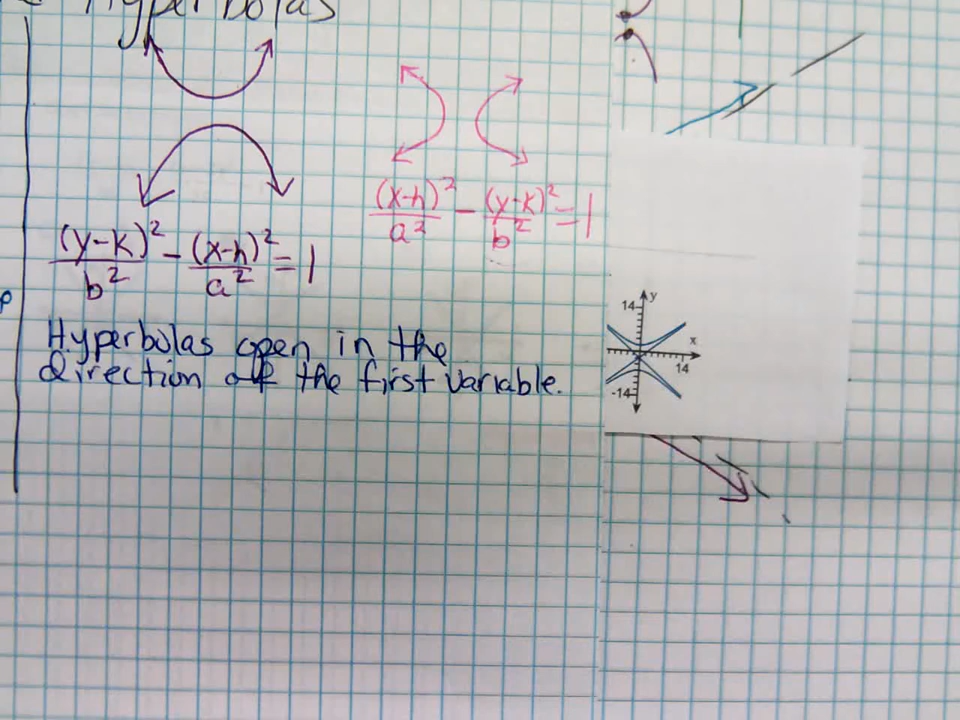 Hyperbolas
(x-h)² / a² - (y-k)² / b² = 1
(y-k)² / b² - (x-h)² / a² = 1
Hyperbolas open in the
direction of the first variable.
14 y
x
14
-14